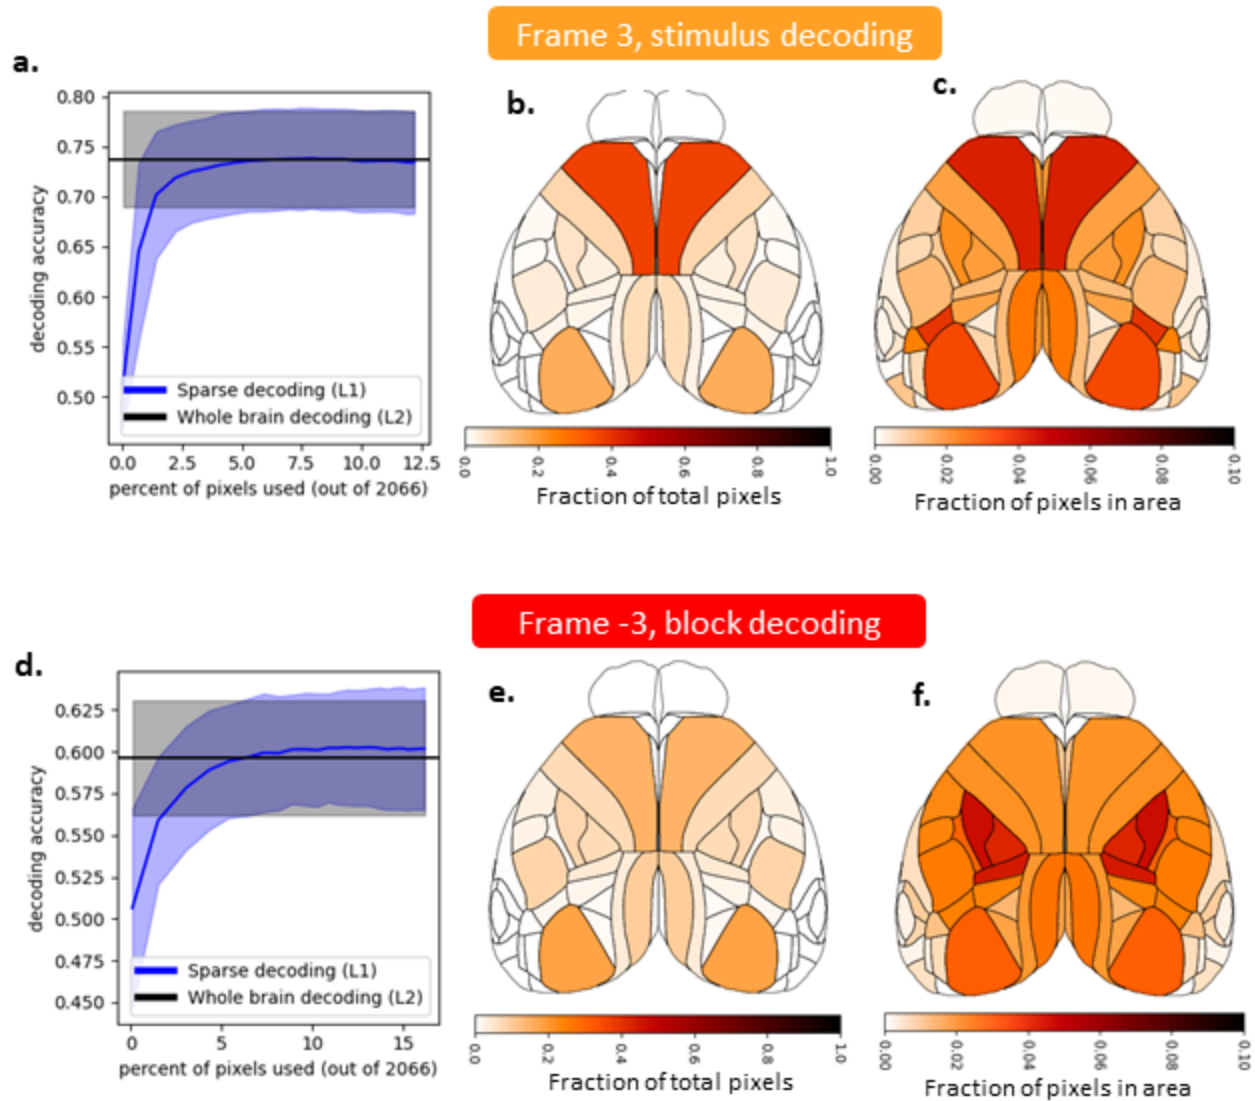 Frame 3, stimulus decoding
a.
b.
c.
0.80
0.75
0.70
0.65
0.60
0.55
0.50
decoding accuracy
Sparse decoding (L1)
Whole brain decoding (L2)
0.0 2.5 5.0 7.5 10.0 12.5
percent of pixels used (out of 2066)
0.0 0.2 0.4 0.6 0.8 1.0
Fraction of total pixels
0.00 0.02 0.04 0.06 0.08 0.10
Fraction of pixels in area
Frame -3, block decoding
d.
e.
f.
0.625
0.600
0.575
0.550
0.525
0.500
0.475
0.450
decoding accuracy
Sparse decoding (L1)
Whole brain decoding (L2)
0 5 10 15
percent of pixels used (out of 2066)
0.0 0.2 0.4 0.6 0.8 1.0
Fraction of total pixels
0.00 0.02 0.04 0.06 0.08 0.10
Fraction of pixels in area